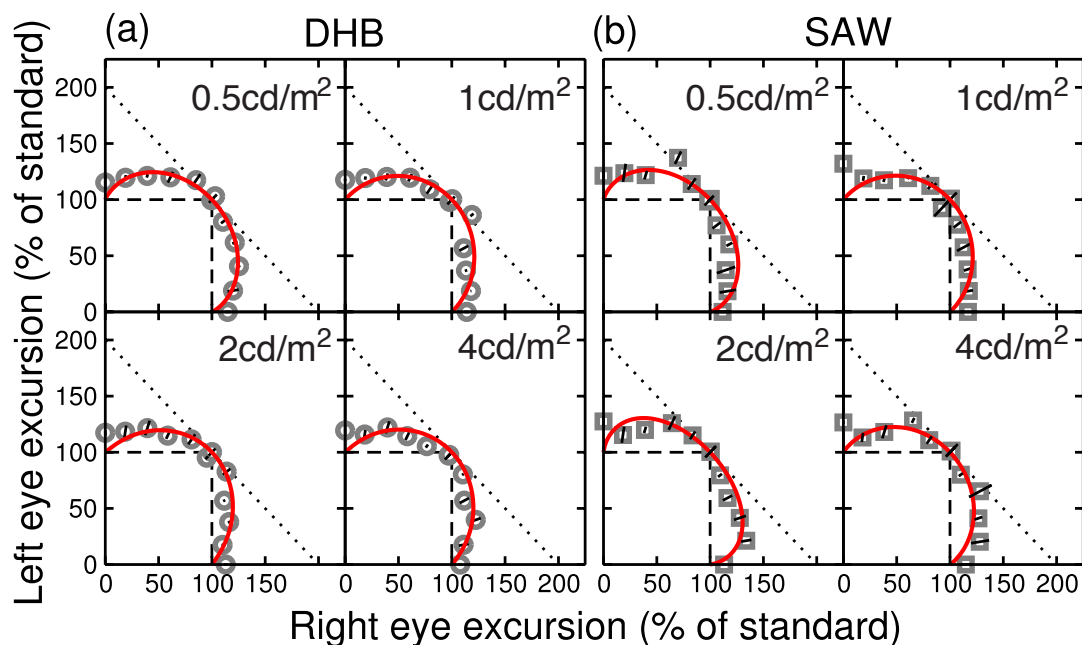 (a) DHB (b) SAW
200 0.5cd/m² 1cd/m² 0.5cd/m² 1cd/m²
150
100
50
0
200 2cd/m² 4cd/m² 2cd/m² 4cd/m²
150
100
50
0
0 50 100 150 0 50 100 150 200 0 50 100 150 0 50 100 150 200
Left eye excursion (% of standard)
Right eye excursion (% of standard)